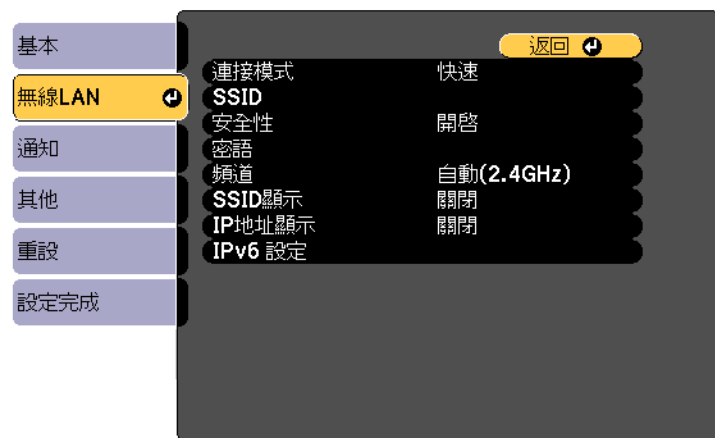 基本
無線LAN
通知
其他
重設
設定完成
返回
連接模式 快速
SSID
安全性 開啓
密語
頻道 自動(2.4GHz)
SSID顯示 關閉
IP地址顯示 關閉
IPv6 設定